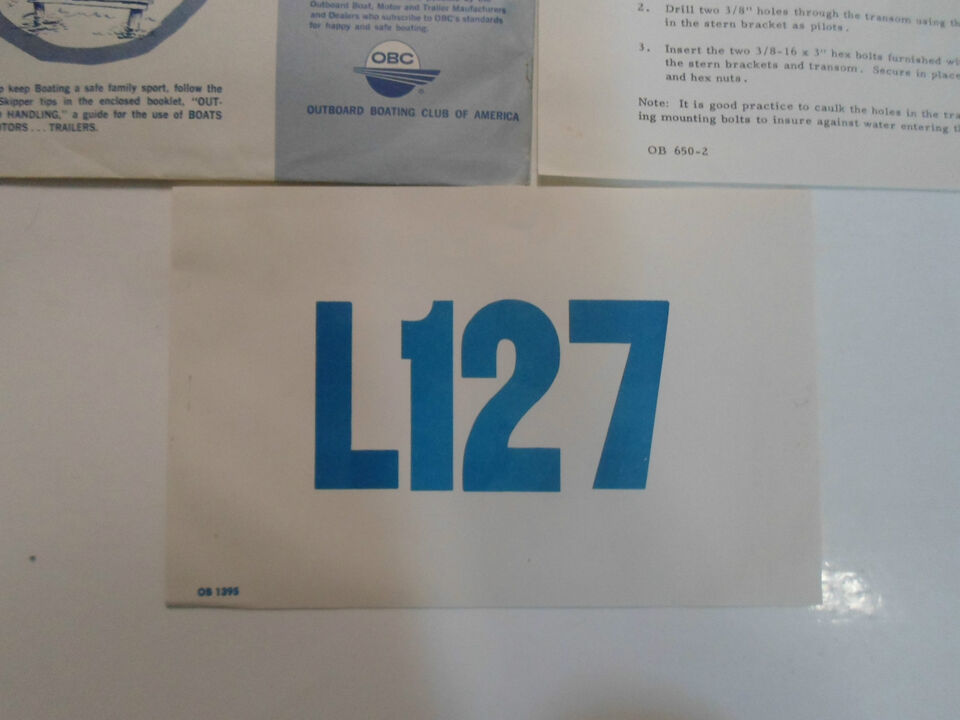 Outboard Boat, Motor and Trailer Maufacturers
and Dealers who subscribe to OBC's standards
for happy and safe boating.
OBC
®
OUTBOARD BOATING CLUB OF AMERICA
keep Boating a safe family sport, follow the
Skipper tips in the enclosed booklet, "OUT-
HANDLING," a guide for the use of BOATS
TORS . . . TRAILERS.
2. Drill two 3/8" holes through the transom using th
in the stern bracket as pilots.
3. Insert the two 3/8-16 x 3" hex bolts furnished wi
the stern brackets and transom. Secure in place
and hex nuts.
Note: It is good practice to caulk the holes in the tra
ing mounting bolts to insure against water entering th
OB 650-2
L127
OB 1395